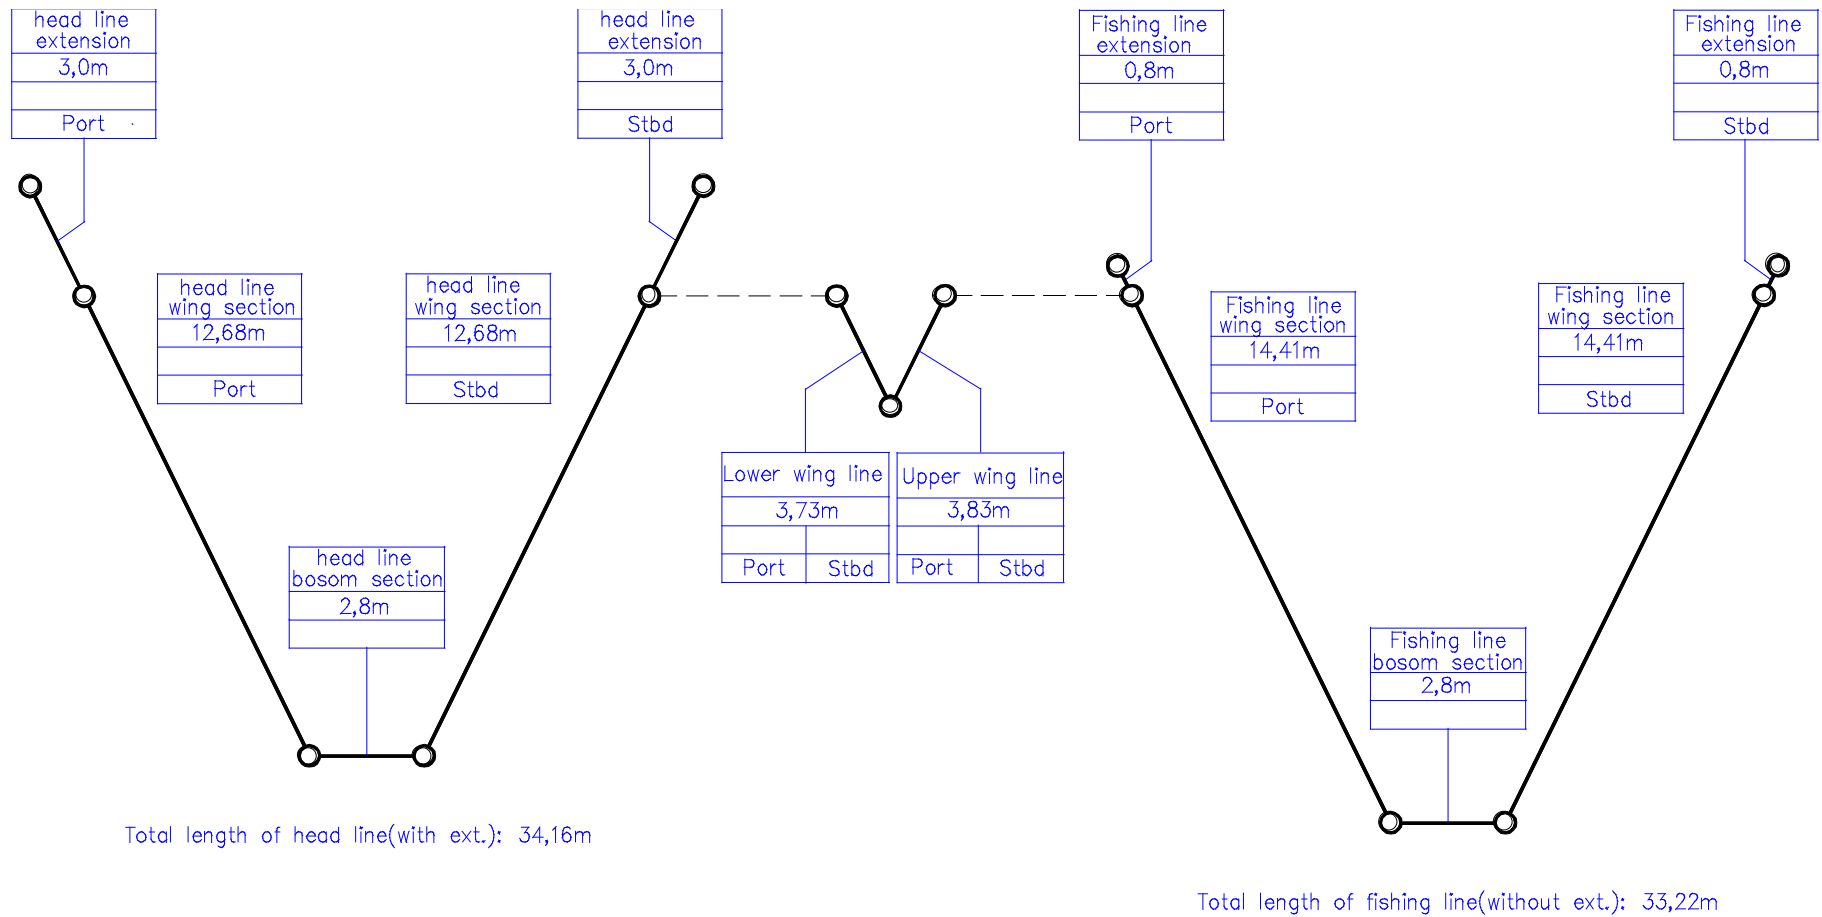 head line
extension
3,0m
Port
head line
extension
3,0m
Stbd
Fishing line
extension
0,8m
Port
Fishing line
extension
0,8m
Stbd
head line
wing section
12,68m
Port
head line
wing section
12,68m
Stbd
Fishing line
wing section
14,41m
Port
Fishing line
wing section
14,41m
Stbd
Lower wing line
3,73m
Port Stbd
Upper wing line
3,83m
Port Stbd
head line
bosom section
2,8m
Fishing line
bosom section
2,8m
Total length of head line(with ext.): 34,16m
Total length of fishing line(without ext.): 33,22m